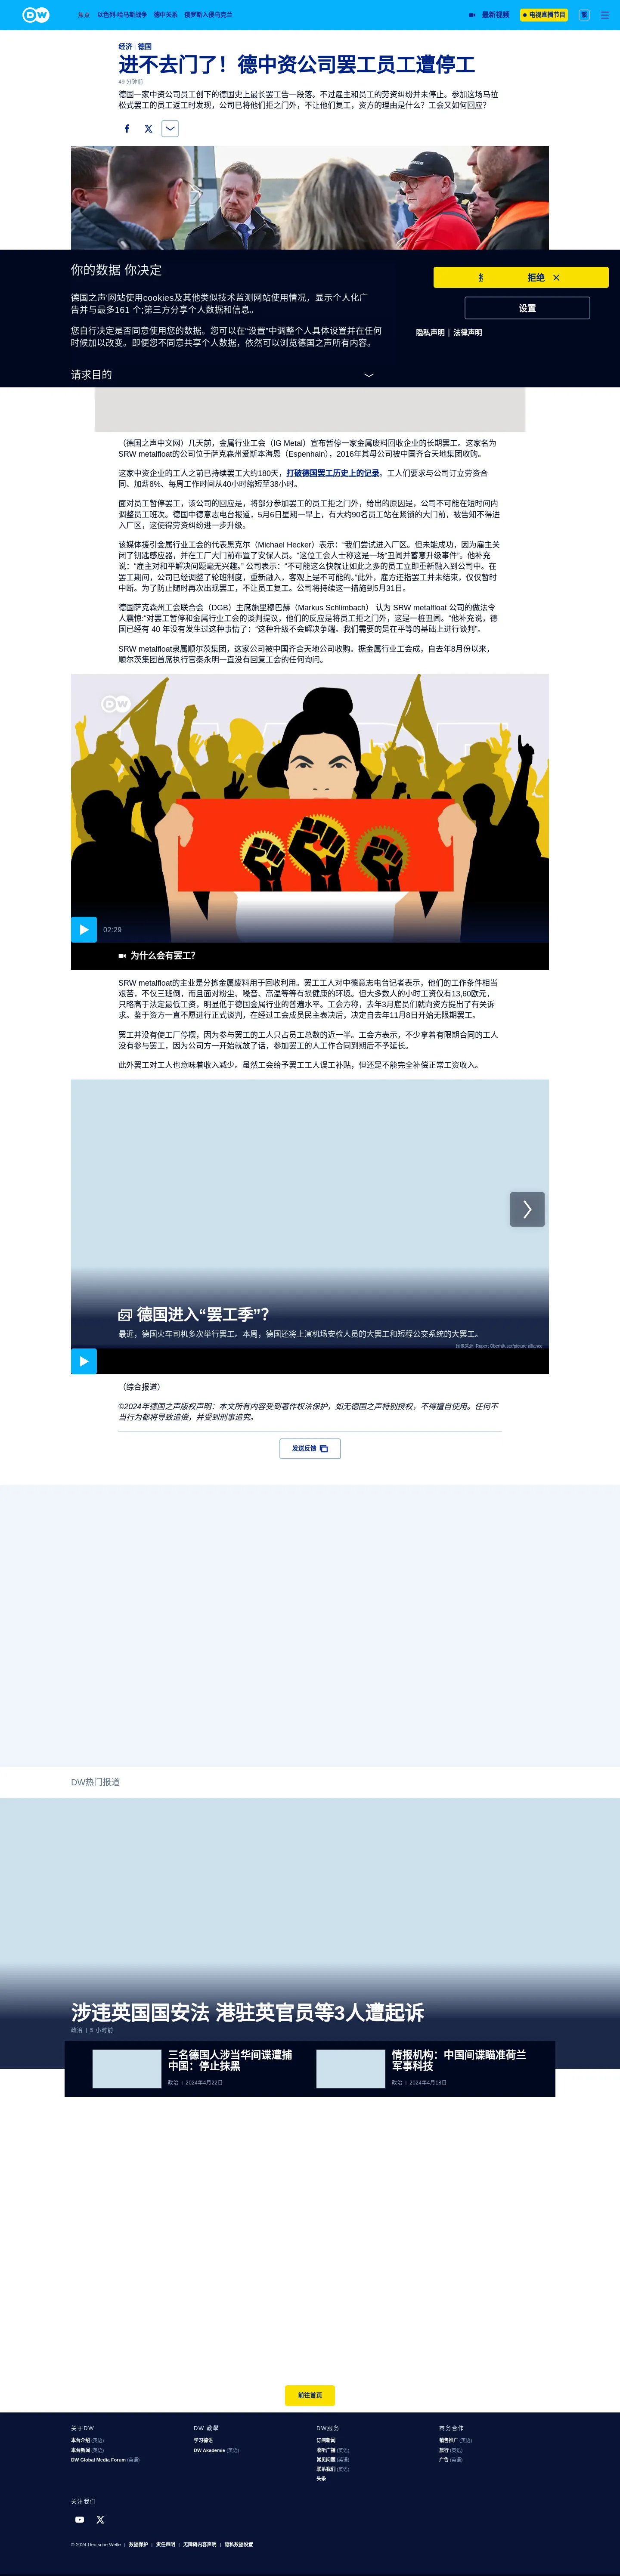 DW
焦点 以色列-哈马斯战争 德中关系 俄罗斯入侵乌克兰 最新视频 电视直播节目 繁
经济 | 德国
进不去门了！德中资公司罢工员工遭停工
49 分钟前
德国一家中资公司员工创下的德国史上最长罢工告一段落。不过雇主和员工的劳资纠纷并未停止。参加这场马拉
松式罢工的员工返工时发现，公司已将他们拒之门外，不让他们复工，资方的理由是什么？工会又如何回应？
你的数据 你决定
德国之声'网站使用cookies及其他类似技术监测网站使用情况，显示个人化广
告并与最多161 个;第三方分享个人数据和信息。
您自行决定是否同意使用您的数据。您可以在“设置”中调整个人具体设置并在任何
时候加以改变。即便您不同意共享个人数据，依然可以浏览德国之声所有内容。
请求目的
拒绝
设置
隐私声明 | 法律声明
（德国之声中文网）几天前，金属行业工会（IG Metal）宣布暂停一家金属废料回收企业的长期罢工。这家名为
SRW metalfloat的公司位于萨克森州爱斯本海恩（Espenhain），2016年其母公司被中国齐合天地集团收购。
这家中资企业的工人之前已持续罢工大约180天，打破德国罢工历史上的记录。工人们要求与公司订立劳资合
同、加薪8%、每周工作时间从40小时缩短至38小时。
面对员工暂停罢工，该公司的回应是，将部分参加罢工的员工拒之门外，给出的原因是，公司不可能在短时间内
调整员工班次。德国中德意志电台报道，5月6日星期一早上，有大约90名员工站在紧锁的大门前，被告知不得进
入厂区，这使得劳资纠纷进一步升级。
该媒体援引金属行业工会的代表黑克尔（Michael Hecker）表示：“我们尝试进入厂区。但未能成功，因为雇主关
闭了钥匙感应器，并在工厂大门前布置了安保人员。”这位工会人士称这是一场“丑闻并蓄意升级事件”。他补充
说：“雇主对和平解决问题毫无兴趣。” 公司表示：“不可能这么快就让如此之多的员工立即重新融入到公司中。在
罢工期间，公司已经调整了轮班制度，重新融入，客观上是不可能的。”此外，雇方还指罢工并未结束，仅仅暂时
中断。为了防止随时再次出现罢工，不让员工复工。公司将持续这一措施到5月31日。
德国萨克森州工会联合会（DGB）主席施里穆巴赫（Markus Schlimbach） 认为 SRW metalfloat 公司的做法令
人震惊:“对罢工暂停和金属行业工会的谈判提议，他们的反应是将员工拒之门外，这是一桩丑闻。”他补充说，德
国已经有 40 年没有发生过这种事情了：“这种升级不会解决争端。我们需要的是在平等的基础上进行谈判”。
SRW metalfloat隶属顺尔茨集团，这家公司被中国齐合天地公司收购。据金属行业工会成，自去年8月份以来，
顺尔茨集团首席执行官秦永明一直没有回复工会的任何询问。
DW
02:29
为什么会有罢工？
SRW metalfloat的主业是分拣金属废料用于回收利用。罢工工人对中德意志电台记者表示，他们的工作条件相当
艰苦，不仅三班倒，而且面对粉尘、噪音、高温等等有损健康的环境。但大多数人的小时工资仅有13,60欧元，
只略高于法定最低工资，明显低于德国金属行业的普遍水平。工会方称，去年3月雇员们就向资方提出了有关诉
求。鉴于资方一直不愿进行正式谈判，在经过工会成员民主表决后，决定自去年11月8日开始无限期罢工。
罢工并没有使工厂停摆，因为参与罢工的工人只占员工总数的近一半。工会方表示，不少拿着有限期合同的工人
没有参与罢工，因为公司方一开始就放了话，参加罢工的人工作合同到期后不予延长。
此外罢工对工人也意味着收入减少。虽然工会给予罢工工人误工补贴，但还是不能完全补偿正常工资收入。
德国进入“罢工季”？
最近，德国火车司机多次举行罢工。本周，德国还将上演机场安检人员的大罢工和短程公交系统的大罢工。
图像来源: Rupert Oberhäuser/picture alliance
（综合报道）
©2024年德国之声版权声明：本文所有内容受到著作权法保护，如无德国之声特别授权，不得擅自使用。任何不
当行为都将导致追偿，并受到刑事追究。
发送反馈
DW热门报道
涉违英国国安法 港驻英官员等3人遭起诉
政治 | 5 小时前
三名德国人涉当华间谍遭捕
中国：停止抹黑
政治 | 2024年4月22日
情报机构：中国间谍瞄准荷兰
军事科技
政治 | 2024年4月18日
前往首页
关于DW
本台介绍 (英语)
本台新闻 (英语)
DW Global Media Forum (英语)
DW 教學
学习德语
DW Akademie (英语)
DW服务
订阅新闻
收听广播 (英语)
常见问题 (英语)
联系我们 (英语)
头条
商务合作
销售推广 (英语)
旅行 (英语)
广告 (英语)
关注我们
© 2024 Deutsche Welle | 数据保护 | 责任声明 | 无障碍内容声明 | 隐私数据设置